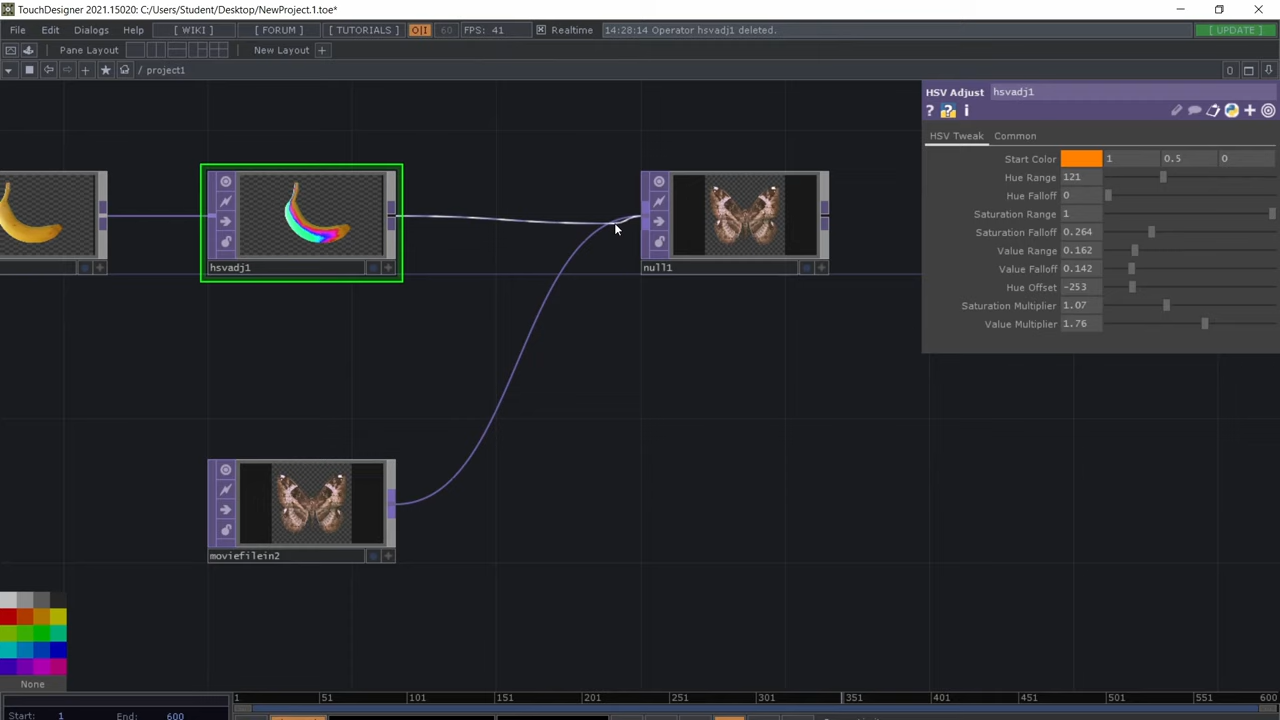 TouchDesigner 2021.15020: C:/Users/Student/Desktop/NewProject.1.toe*
File Edit Dialogs Help [ WIKI ] [ FORUM ] [ TUTORIALS ] O|I 60 FPS: 41 Realtime 14:28:14 Operator hsvadj1 deleted. [ UPDATE ]
Pane Layout New Layout +
/ project1 0
HSV Adjust hsvadj1
? ? i
HSV Tweak Common
Start Color 1 0.5 0
Hue Range 121
Hue Falloff 0
Saturation Range 1
Saturation Falloff 0.264
Value Range 0.162
Value Falloff 0.142
Hue Offset -253
Saturation Multiplier 1.07
Value Multiplier 1.76
hsvadj1
null1
moviefilein2
None
1 51 101 151 201 251 301 351 401 451 501 551 600
Start: 1 End: 600